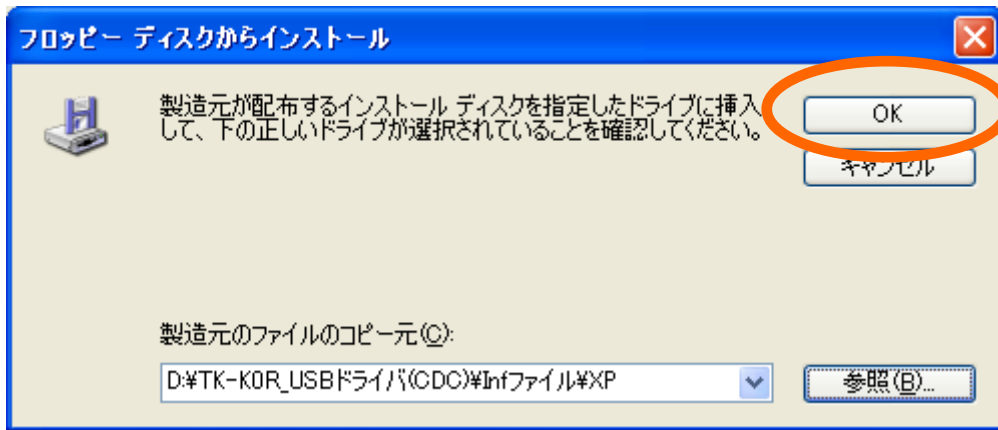 フロッピー ディスクからインストール
製造元が配布するインストール ディスクを指定したドライブに挿入
して、下の正しいドライブが選択されていることを確認してください。
OK
キャンセル
製造元のファイルのコピー元(C):
D:¥TK-K0R_USBドライバ(CDC)¥Infファイル¥XP
参照(B)...